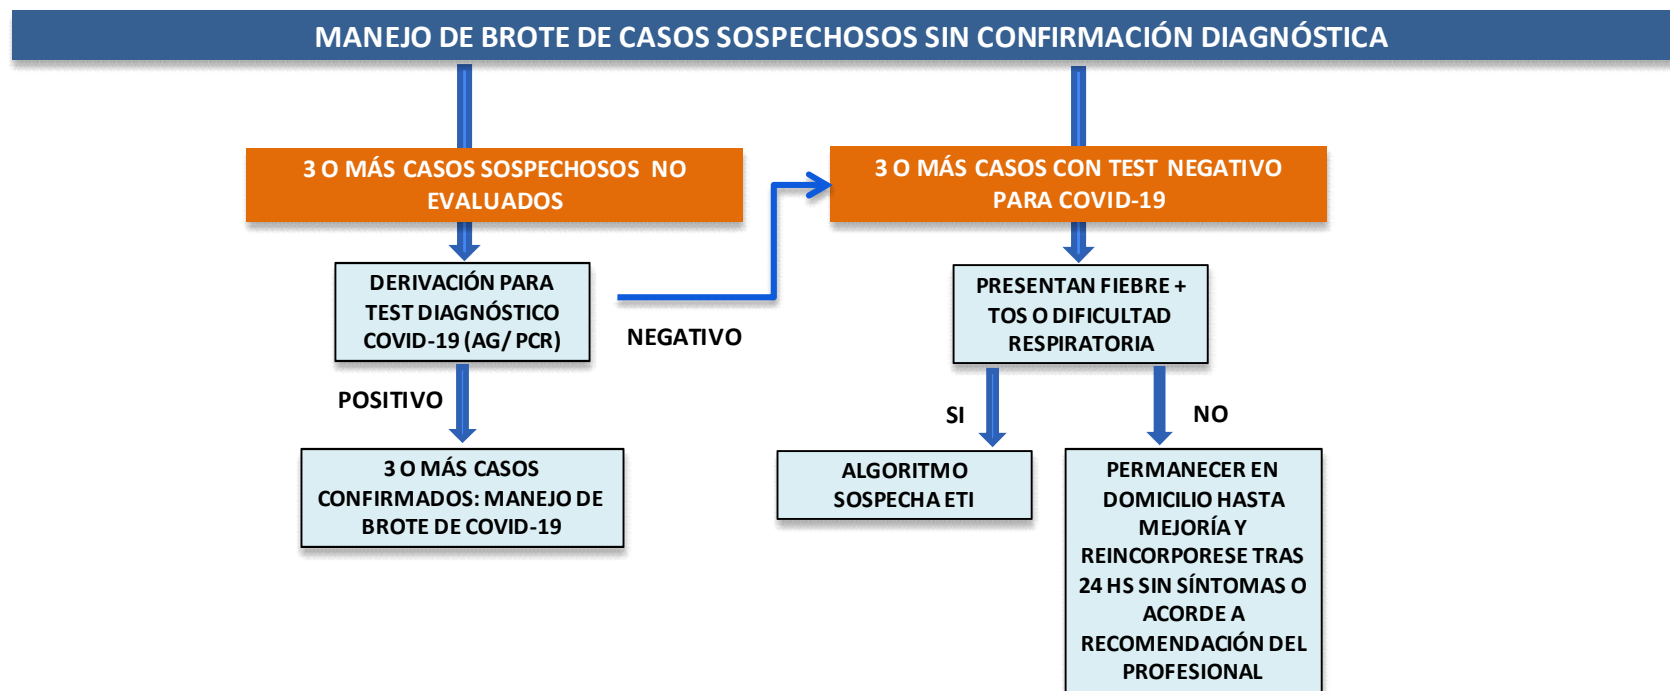 MANEJO DE BROTE DE CASOS SOSPECHOSOS SIN CONFIRMACIÓN DIAGNÓSTICA
3 O MÁS CASOS SOSPECHOSOS NO
EVALUADOS
3 O MÁS CASOS CON TEST NEGATIVO
PARA COVID-19
DERIVACIÓN PARA
TEST DIAGNÓSTICO
COVID-19 (AG/ PCR)
NEGATIVO
PRESENTAN FIEBRE +
TOS O DIFICULTAD
RESPIRATORIA
POSITIVO
SI
NO
3 O MÁS CASOS
CONFIRMADOS: MANEJO DE
BROTE DE COVID-19
ALGORITMO
SOSPECHA ETI
PERMANECER EN
DOMICILIO HASTA
MEJORÍA Y
REINCORPORESE TRAS
24 HS SIN SÍNTOMAS O
ACORDE A
RECOMENDACIÓN DEL
PROFESIONAL